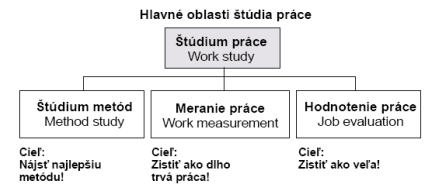 Hlavné oblasti štúdia práce
Štúdium práce
Work study
Štúdium metód
Method study
Meranie práce
Work measurement
Hodnotenie práce
Job evaluation
Cieľ:
Nájsť najlepšiu
metódu!
Cieľ:
Zistiť ako dlho
trvá práca!
Cieľ:
Zistiť ako veľa!